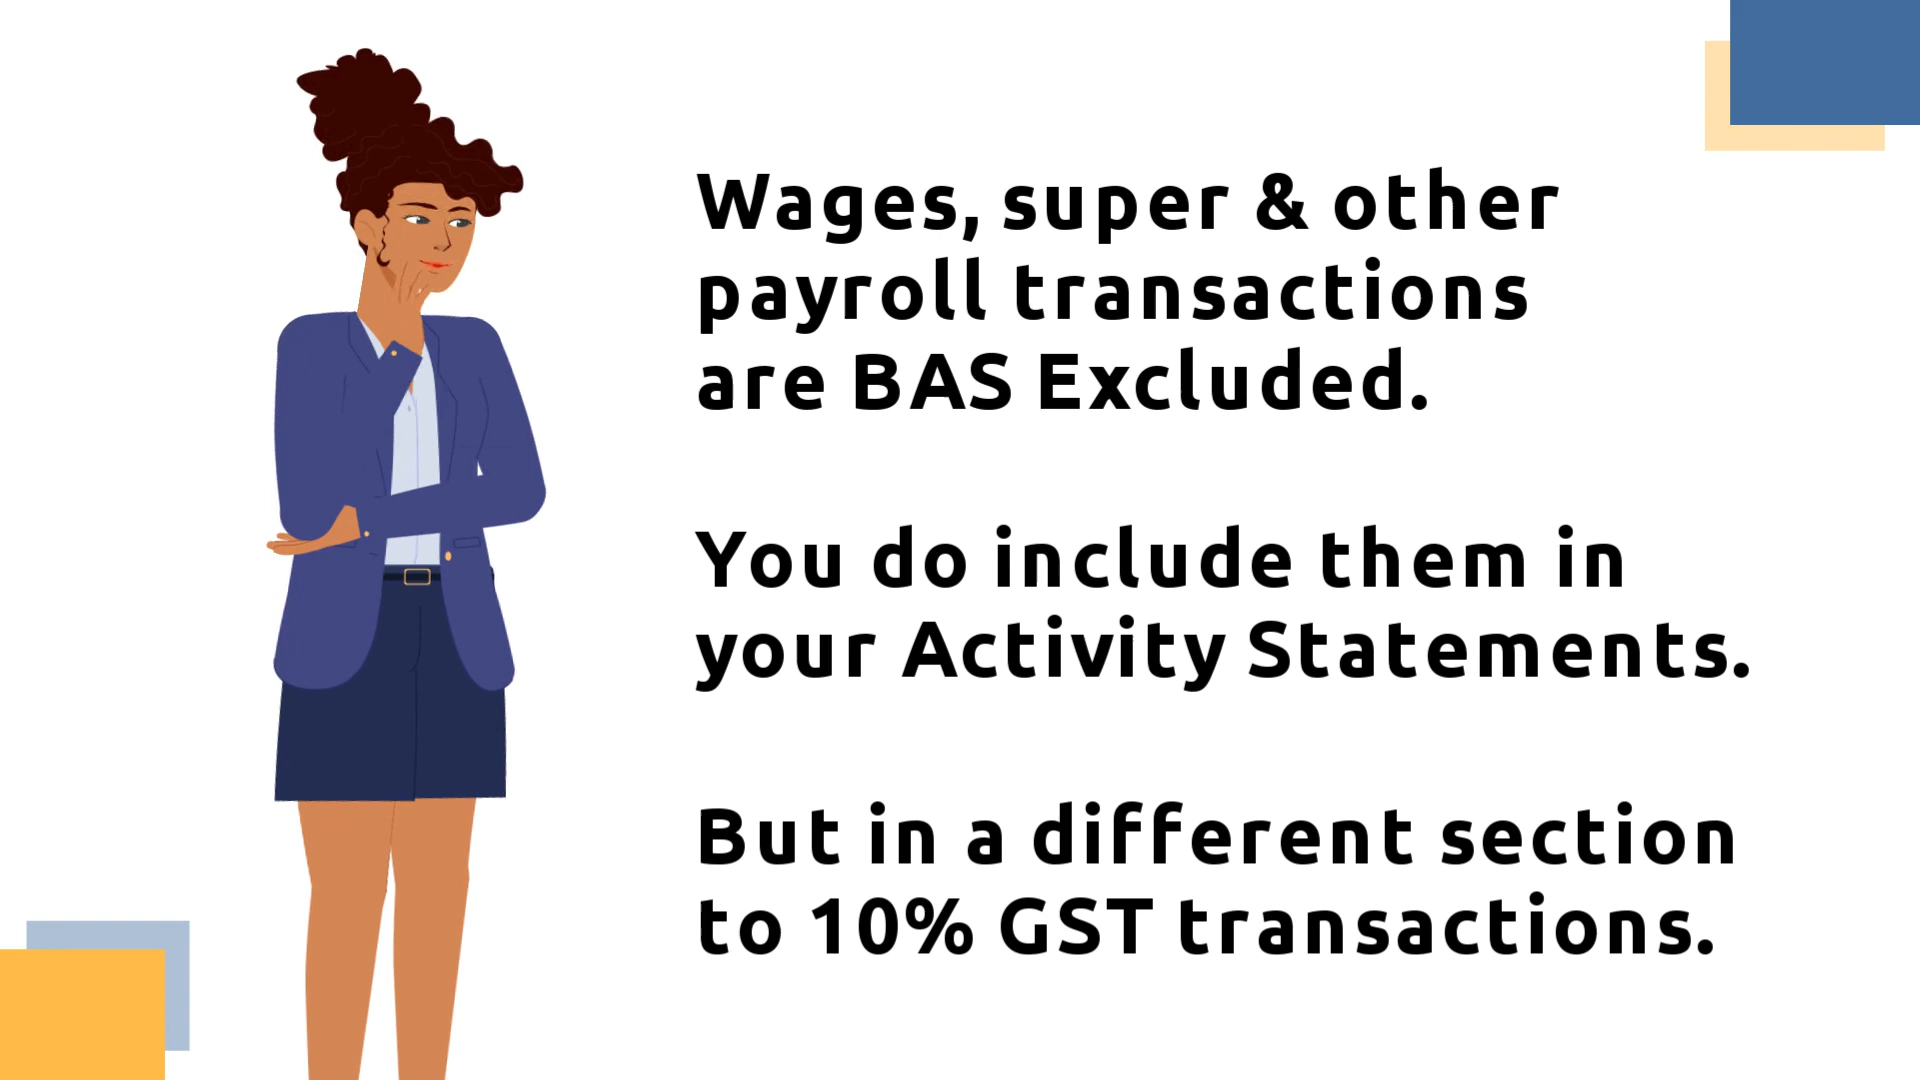 Wages, super & other
payroll transactions
are BAS Excluded.
You do include them in
your Activity Statements.
But in a different section
to 10% GST transactions.